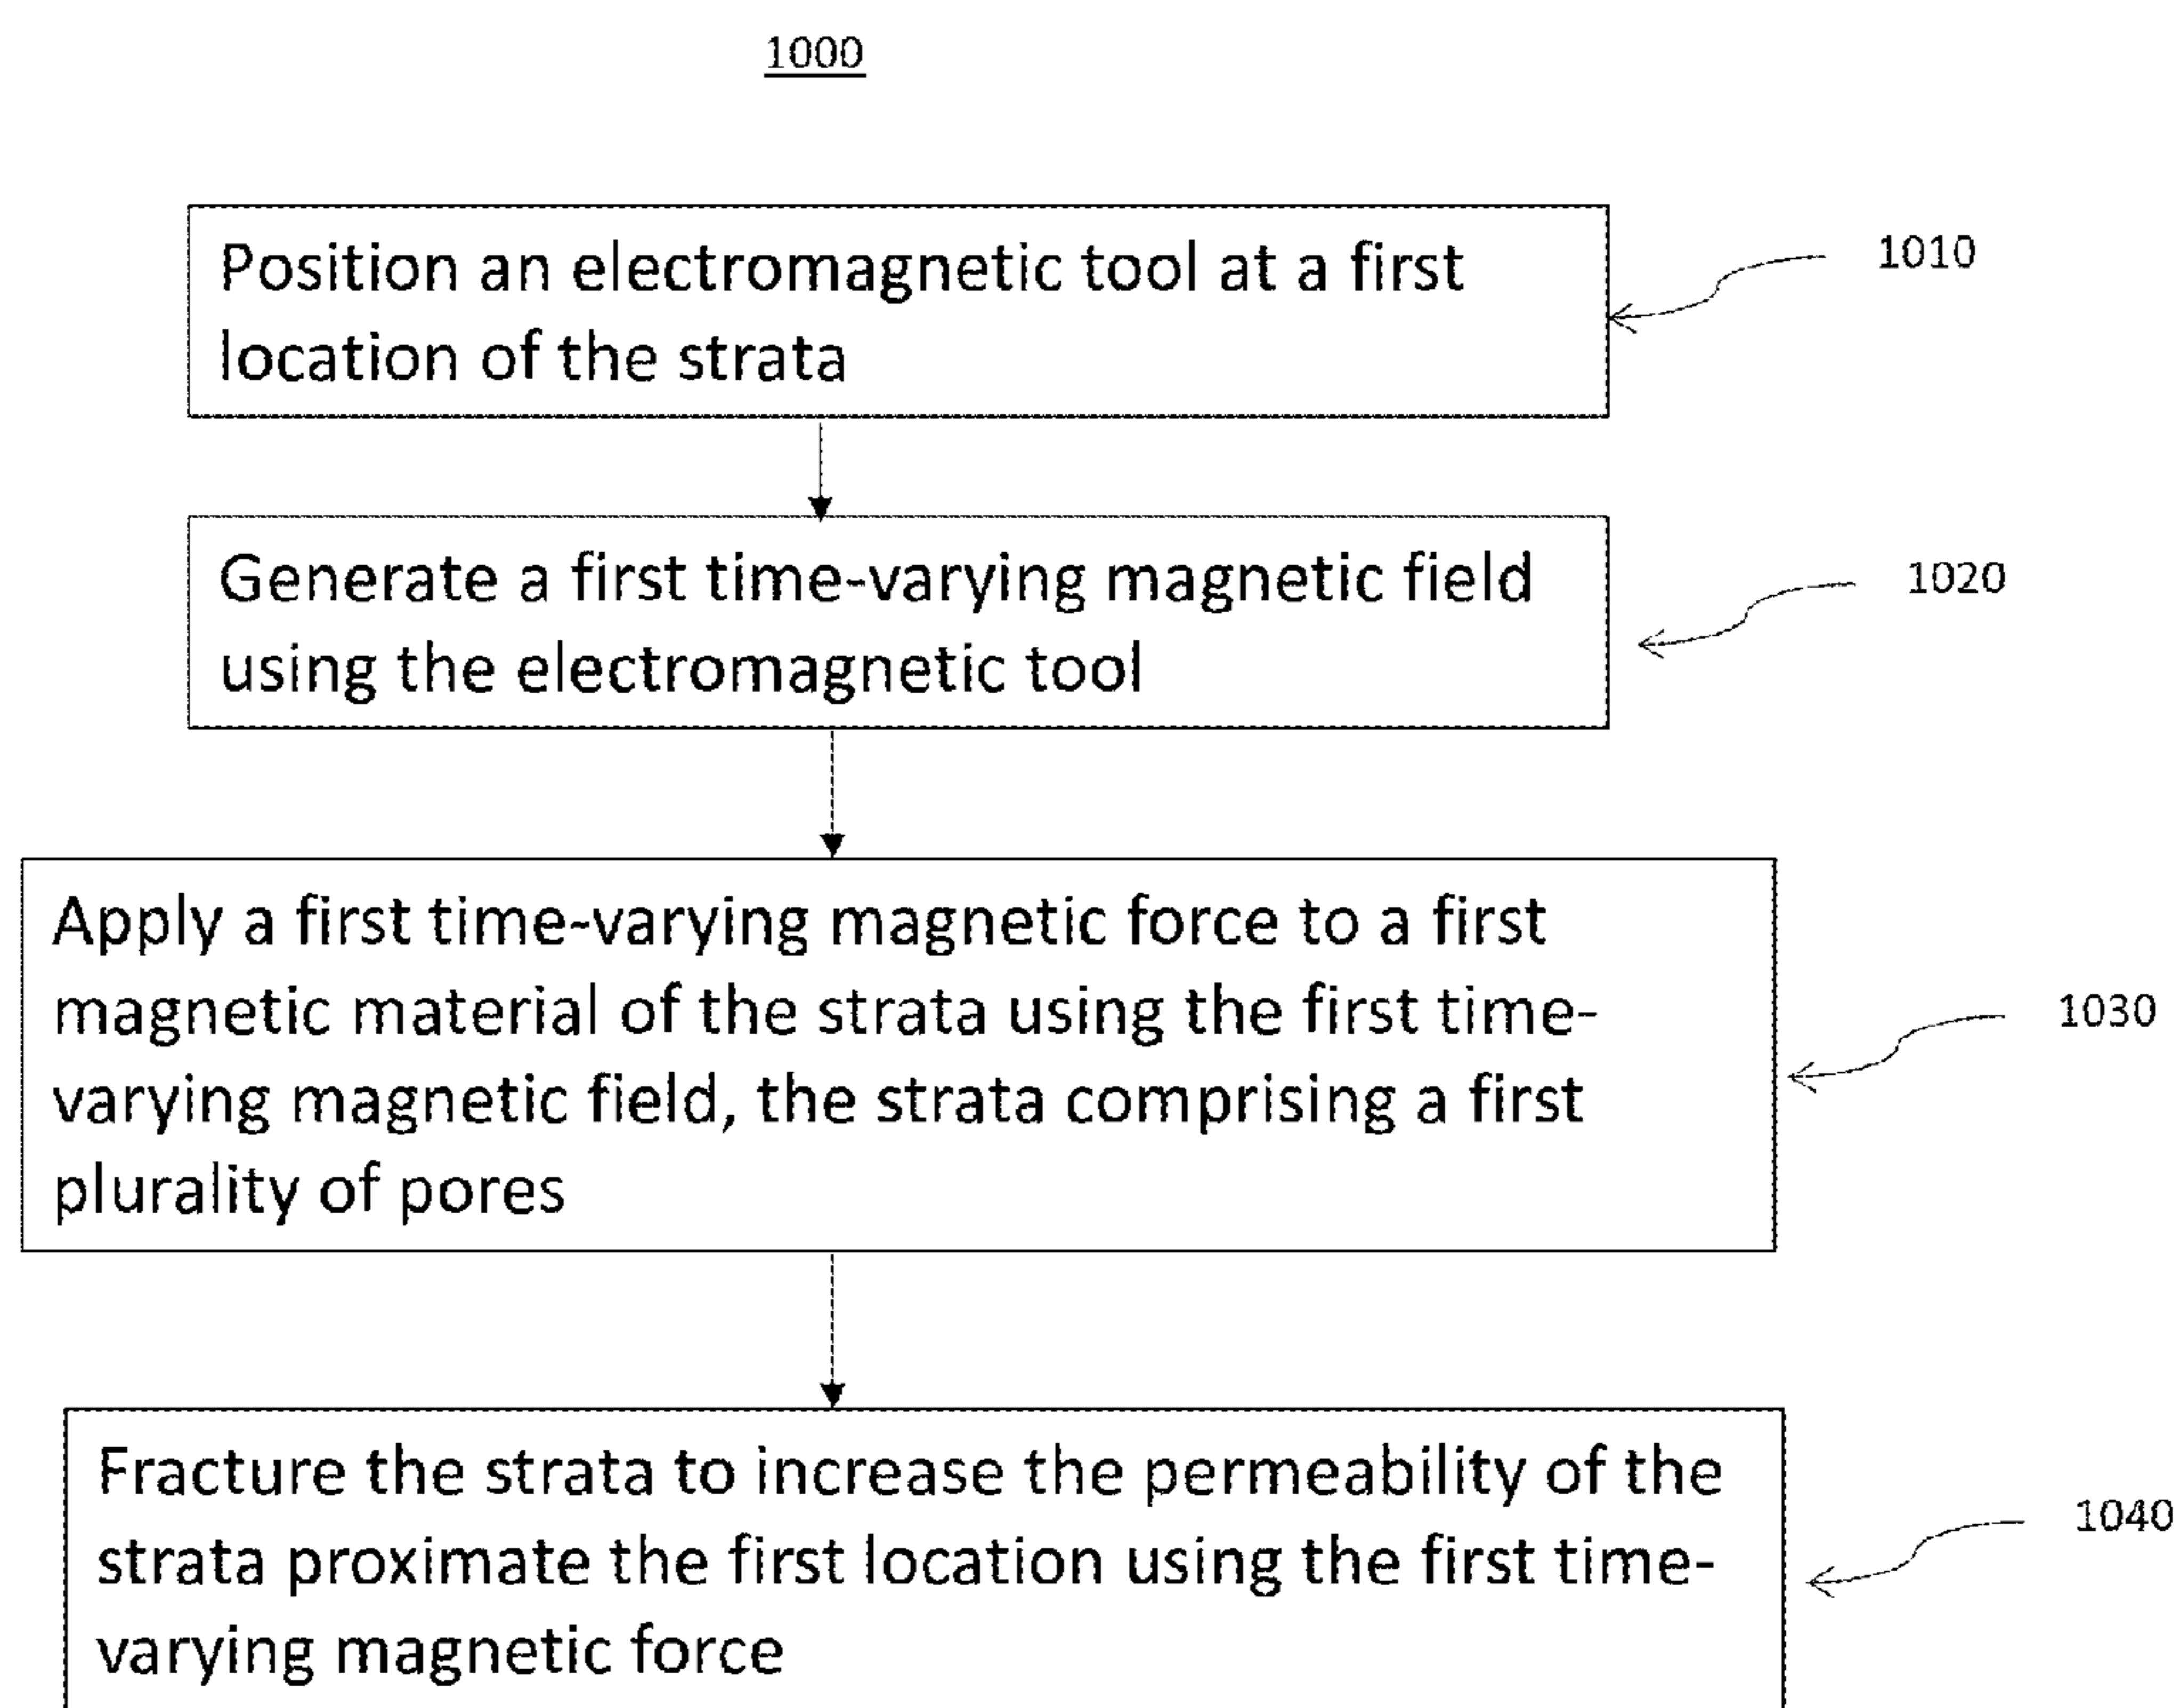 1000
Position an electromagnetic tool at a first
location of the strata
1010
Generate a first time-varying magnetic field
using the electromagnetic tool
1020
Apply a first time-varying magnetic force to a first
magnetic material of the strata using the first time-
varying magnetic field, the strata comprising a first
plurality of pores
1030
Fracture the strata to increase the permeability of the
strata proximate the first location using the first time-
varying magnetic force
1040